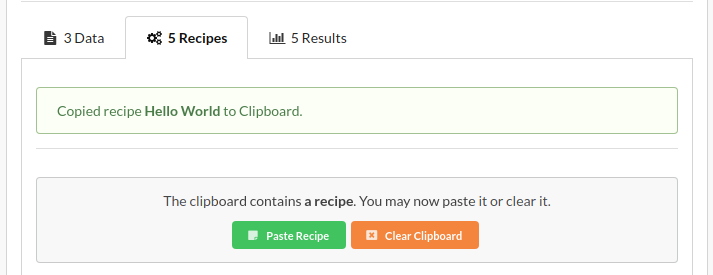 3 Data 5 Recipes 5 Results
Copied recipe Hello World to Clipboard.
The clipboard contains a recipe. You may now paste it or clear it.
Paste Recipe Clear Clipboard